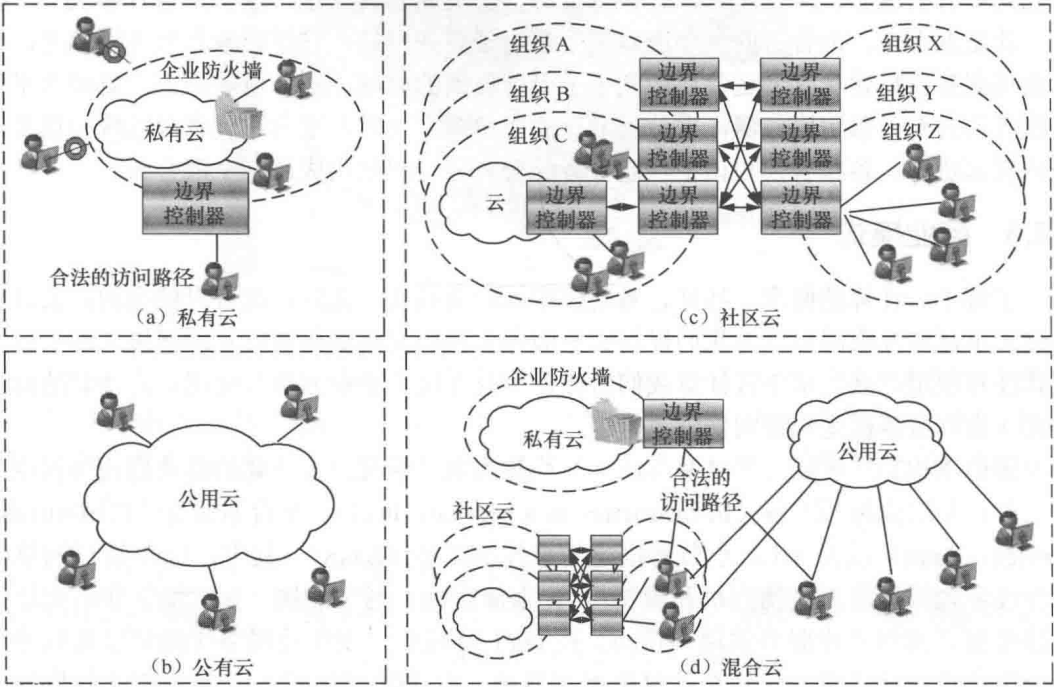 企业防火墙
私有云
边界
控制器
合法的访问路径
(a) 私有云
组织 A
组织 B
组织 C
云
边界
控制器
边界
控制器
边界
控制器
边界
控制器
边界
控制器
边界
控制器
边界
控制器
组织 X
组织 Y
组织 Z
(c) 社区云
公用云
(b) 公有云
企业防火墙
私有云
边界
控制器
合法的
访问路径
社区云
公用云
(d) 混合云